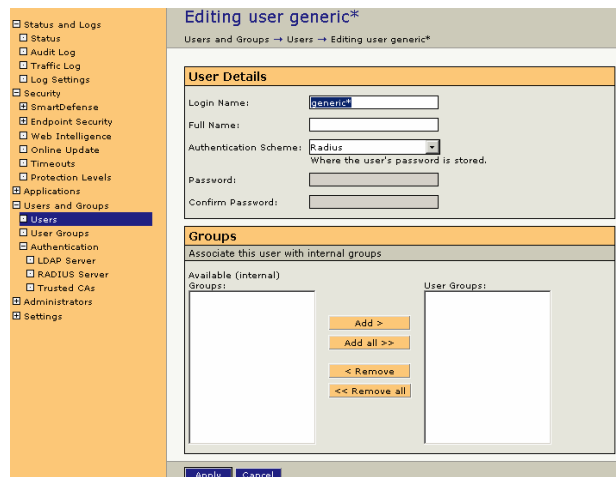 Status and Logs
Status
Audit Log
Traffic Log
Log Settings
Security
SmartDefense
Endpoint Security
Web Intelligence
Online Update
Timeouts
Protection Levels
Applications
Users and Groups
Users
User Groups
Authentication
LDAP Server
RADIUS Server
Trusted CAs
Administrators
Settings
Editing user generic*
Users and Groups → Users → Editing user generic*
User Details
Login Name: generic*
Full Name:
Authentication Scheme: Radius
Where the user's password is stored.
Password:
Confirm Password:
Groups
Associate this user with internal groups
Available (internal)
Groups:
User Groups:
Add >
Add all >>
< Remove
<< Remove all
Apply Cancel